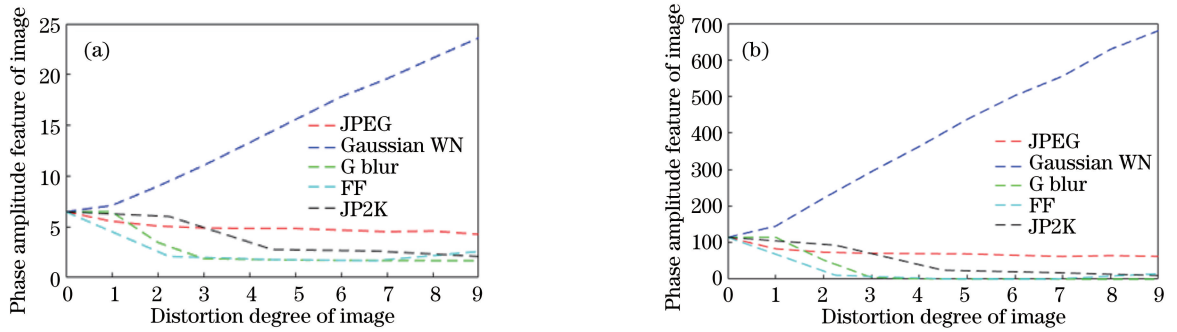 Phase amplitude feature of image
25
20
15
10
5
0
(a)
JPEG
Gaussian WN
G blur
FF
JP2K
0 1 2 3 4 5 6 7 8 9
Distortion degree of image
Phase amplitude feature of image
700
600
500
400
300
200
100
0
(b)
JPEG
Gaussian WN
G blur
FF
JP2K
0 1 2 3 4 5 6 7 8 9
Distortion degree of image